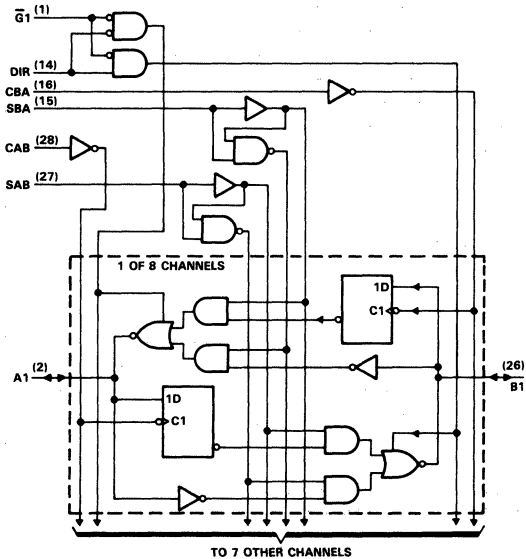 G̅1 (1)
DIR (14)
CBA (16)
SBA (15)
CAB (28)
SAB (27)
1 OF 8 CHANNELS
1D
C1
A1 (2)
(26)
B1
1D
C1
TO 7 OTHER CHANNELS